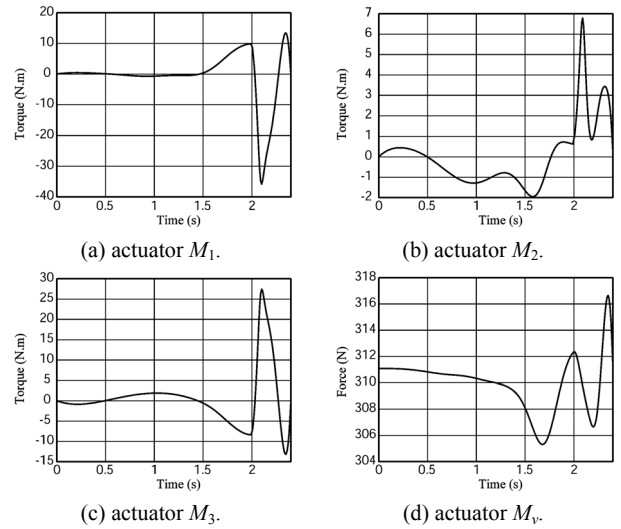 20
10
0
-10
-20
-30
-40
Torque (N.m)
0 0.5 1 1.5 2
Time (s)
(a) actuator M1.
7
6
5
4
3
2
1
0
-1
-2
Torque (N.m)
0 0.5 1 1.5 2
Time (s)
(b) actuator M2.
30
25
20
15
10
5
0
-5
-10
-15
Torque (N.m)
0 0.5 1 1.5 2
Time (s)
(c) actuator M3.
318
316
314
312
310
308
306
304
Force (N)
0 0.5 1 1.5 2
Time (s)
(d) actuator Mv.